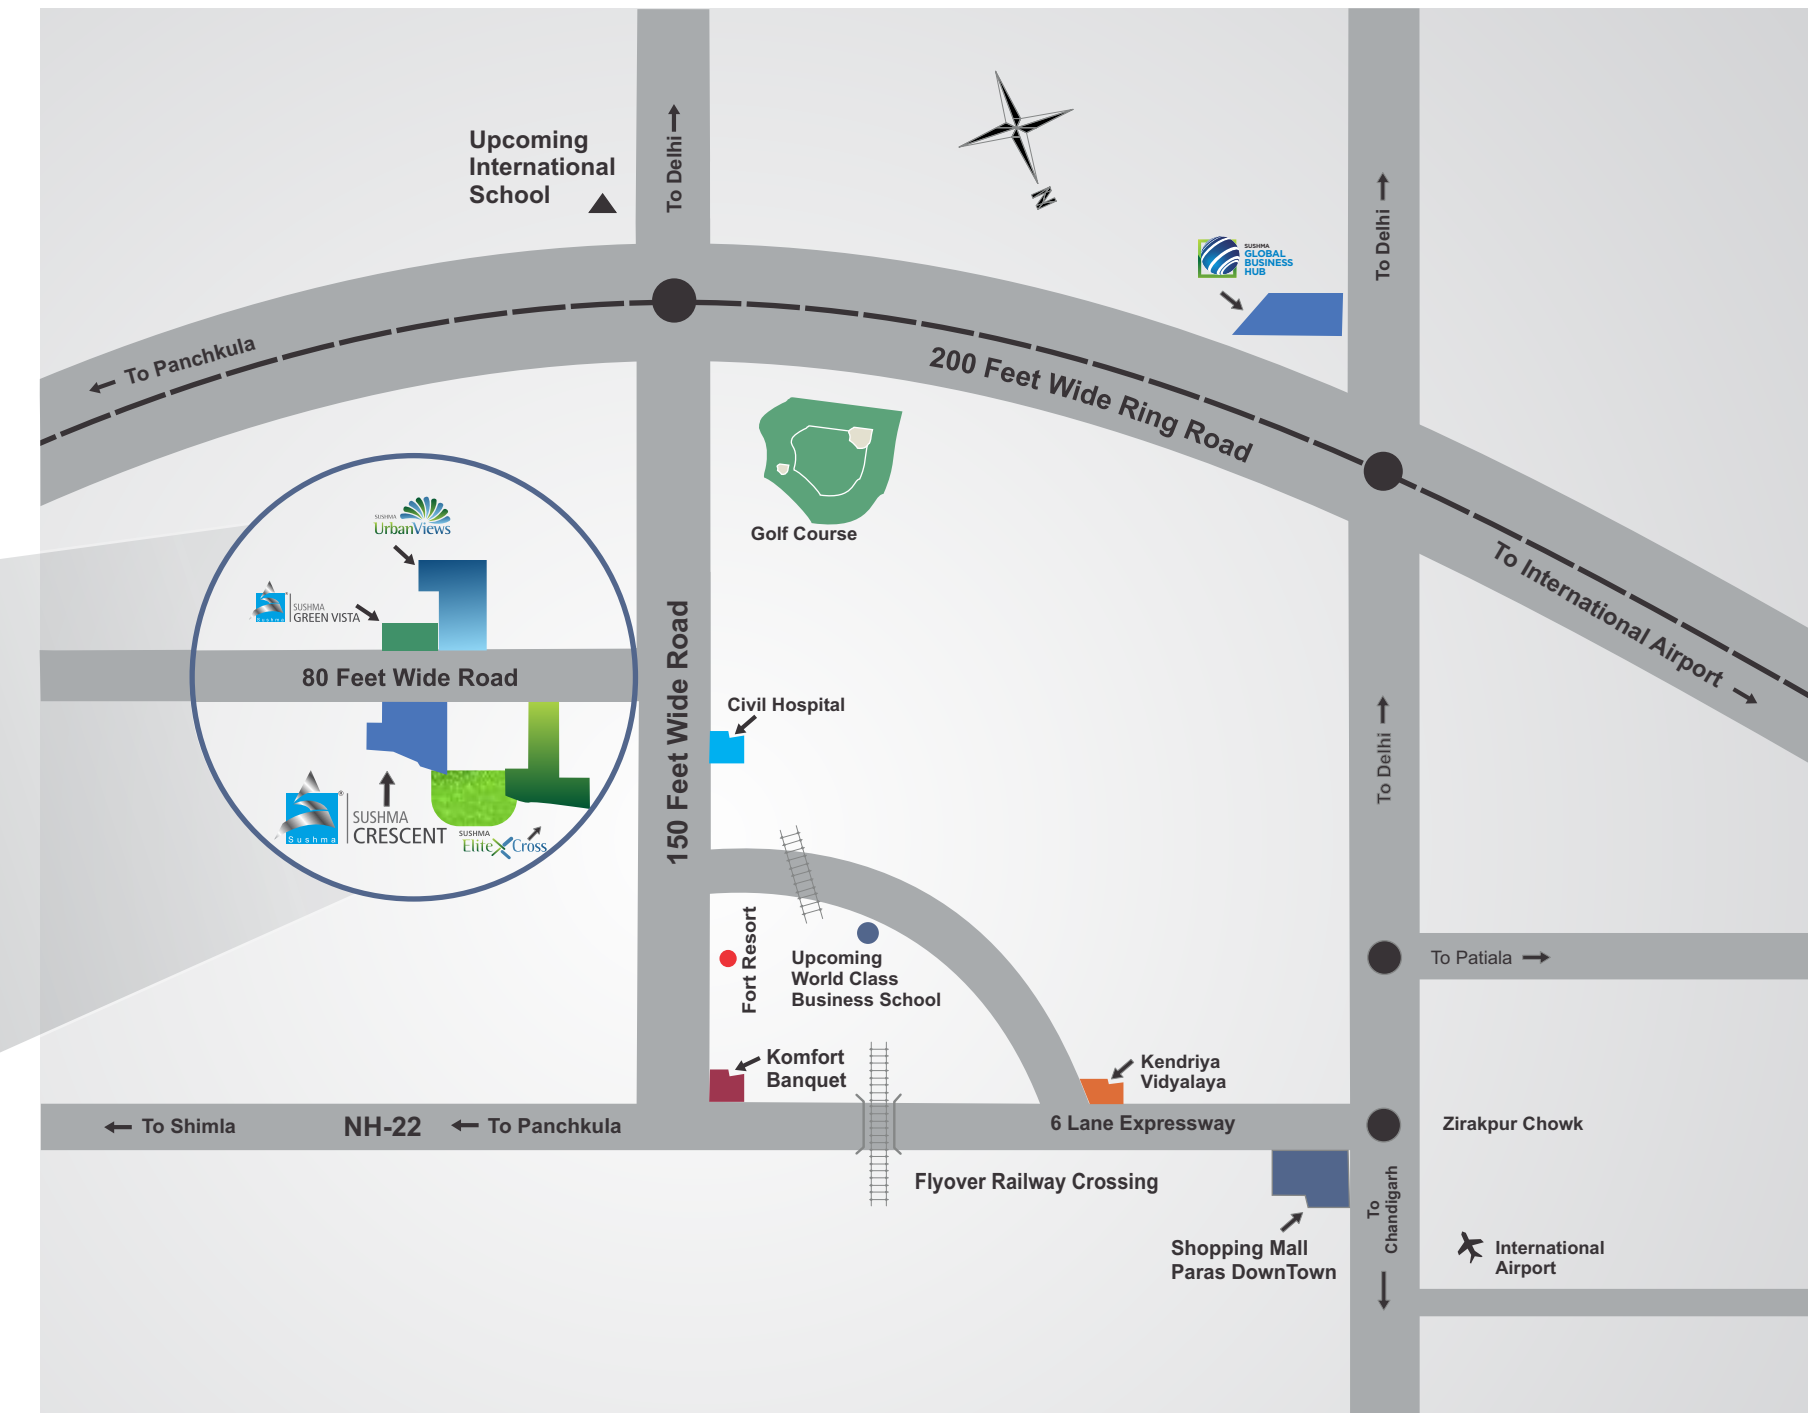 Upcoming
International
School
To Delhi
N
To Delhi
SUSHMA
GLOBAL
BUSINESS
HUB
To Panchkula
200 Feet Wide Ring Road
Golf Course
To International Airport
SUSHMA
UrbanViews
Sushma
SUSHMA
GREEN VISTA
80 Feet Wide Road
150 Feet Wide Road
Civil Hospital
To Delhi
Sushma
®
SUSHMA
CRESCENT
SUSHMA
EliteXCross
Fort Resort
Upcoming
World Class
Business School
To Patiala
Komfort
Banquet
Kendriya
Vidyalaya
To Shimla
NH-22
To Panchkula
6 Lane Expressway
Zirakpur Chowk
Flyover Railway Crossing
To
Chandigarh
Shopping Mall
Paras DownTown
International
Airport